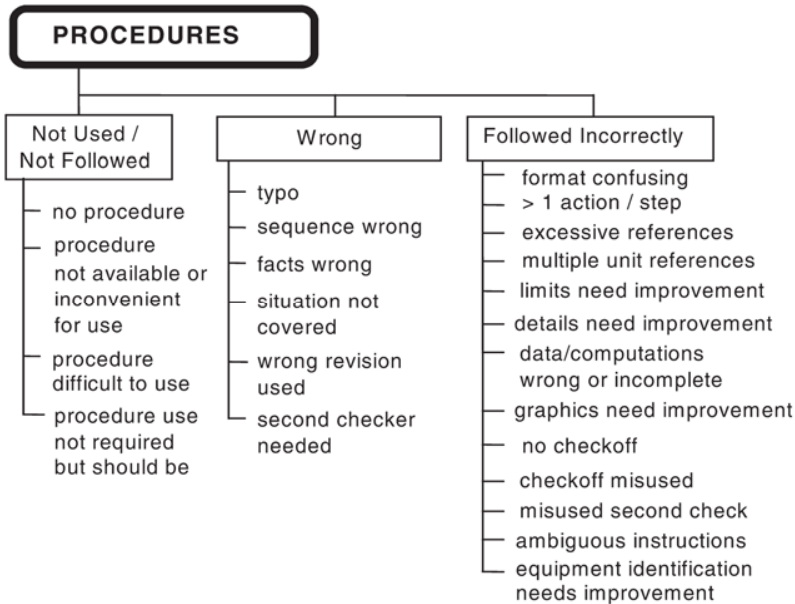 PROCEDURES
Not Used /
Not Followed
no procedure
procedure
not available or
inconvenient
for use
procedure
difficult to use
procedure use
not required
but should be
Wrong
typo
sequence wrong
facts wrong
situation not
covered
wrong revision
used
second checker
needed
Followed Incorrectly
format confusing
> 1 action / step
excessive references
multiple unit references
limits need improvement
details need improvement
data/computations
wrong or incomplete
graphics need improvement
no checkoff
checkoff misused
misused second check
ambiguous instructions
equipment identification
needs improvement